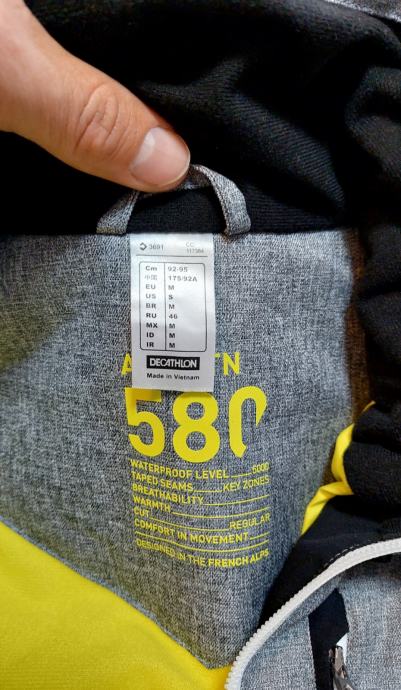 3691 CC
117384
Cm 92-95
中国 175/92A
EU M
US S
BR M
RU 46
MX M
ID M
IR M
DECATHLON
Made in Vietnam
580
WATERPROOF LEVEL 5000
TAPED SEAMS KEY ZONES
BREATHABILITY
WARMTH
CUT REGULAR
COMFORT IN MOVEMENT
DESIGNED IN THE FRENCH ALPS